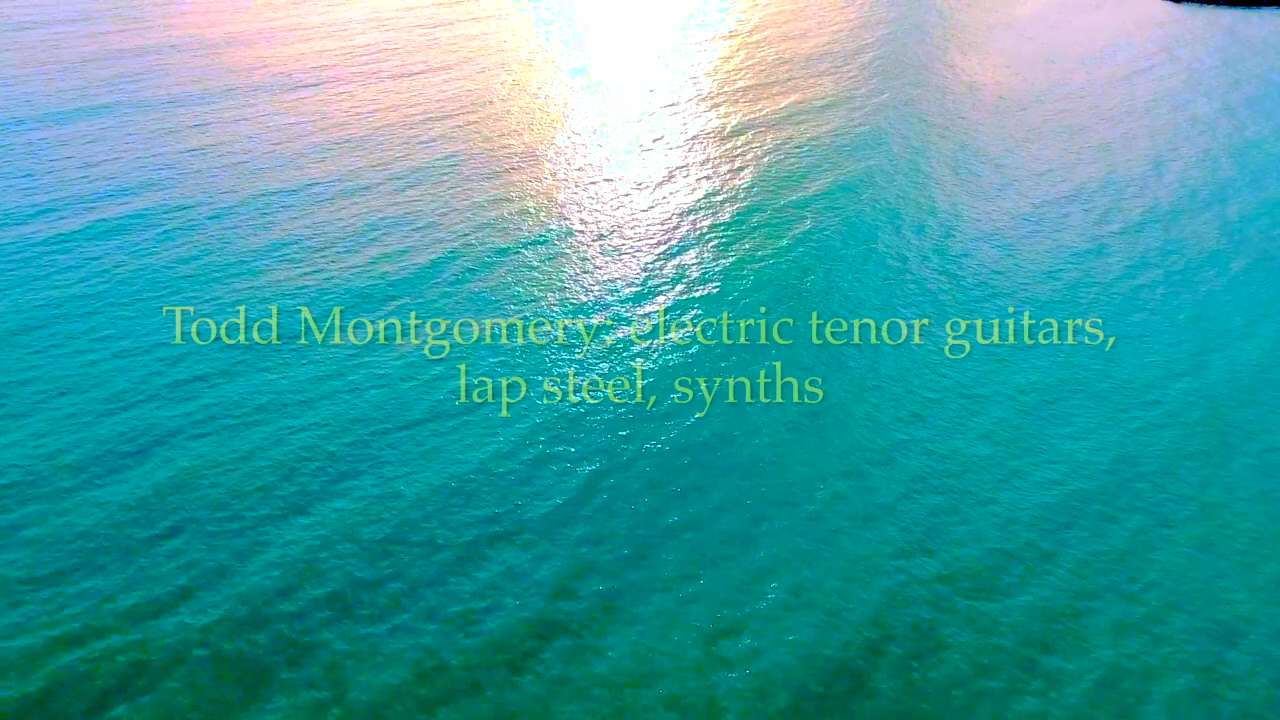 Todd Montgomery; electric tenor guitars,
lap steel, synths